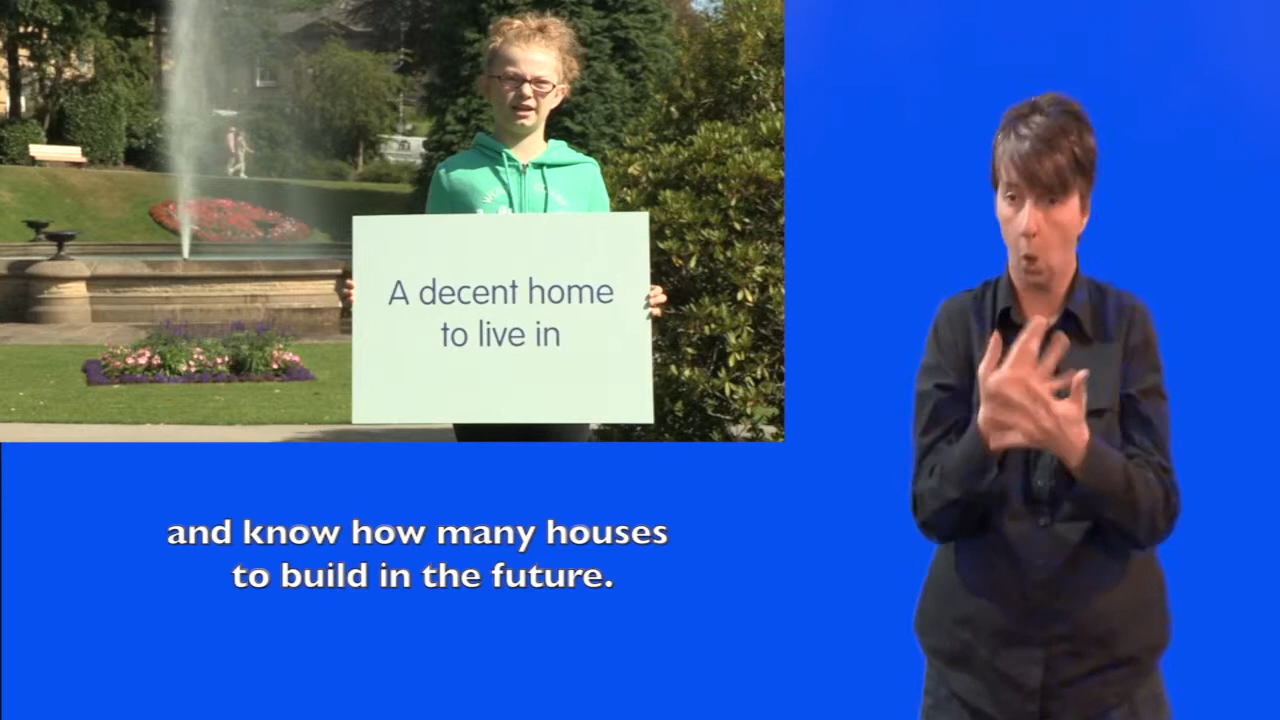 A decent home
to live in
and know how many houses
to build in the future.